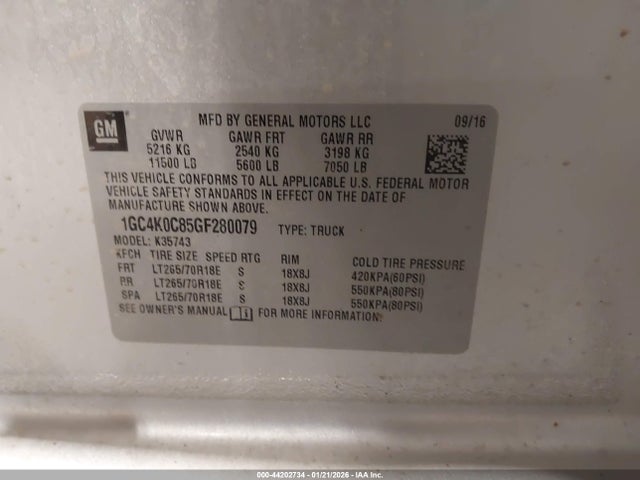 GM
MFD BY GENERAL MOTORS LLC 09/16
GVWR GAWR FRT GAWR RR
5216 KG 2540 KG 3198 KG
11500 LB 5600 LB 7050 LB
THIS VEHICLE CONFORMS TO ALL APPLICABLE U.S. FEDERAL MOTOR
VEHICLE SAFETY STANDARDS IN EFFECT ON THE DATE OF
MANUFACTURE SHOWN ABOVE.
1GC4K0C85GF280079 TYPE: TRUCK
MODEL: K35743
KFCH TIRE SIZE SPEED RTG RIM COLD TIRE PRESSURE
FRT LT265/70R18E S 18X8J 420KPA(60PSI)
RR LT265/70R18E S 18X8J 550KPA(80PSI)
SPA LT265/70R18E S 18X8J 550KPA(80PSI)
SEE OWNER'S MANUAL FOR MORE INFORMATION.
000-44202734 - 01/21/2026 - IAA Inc.